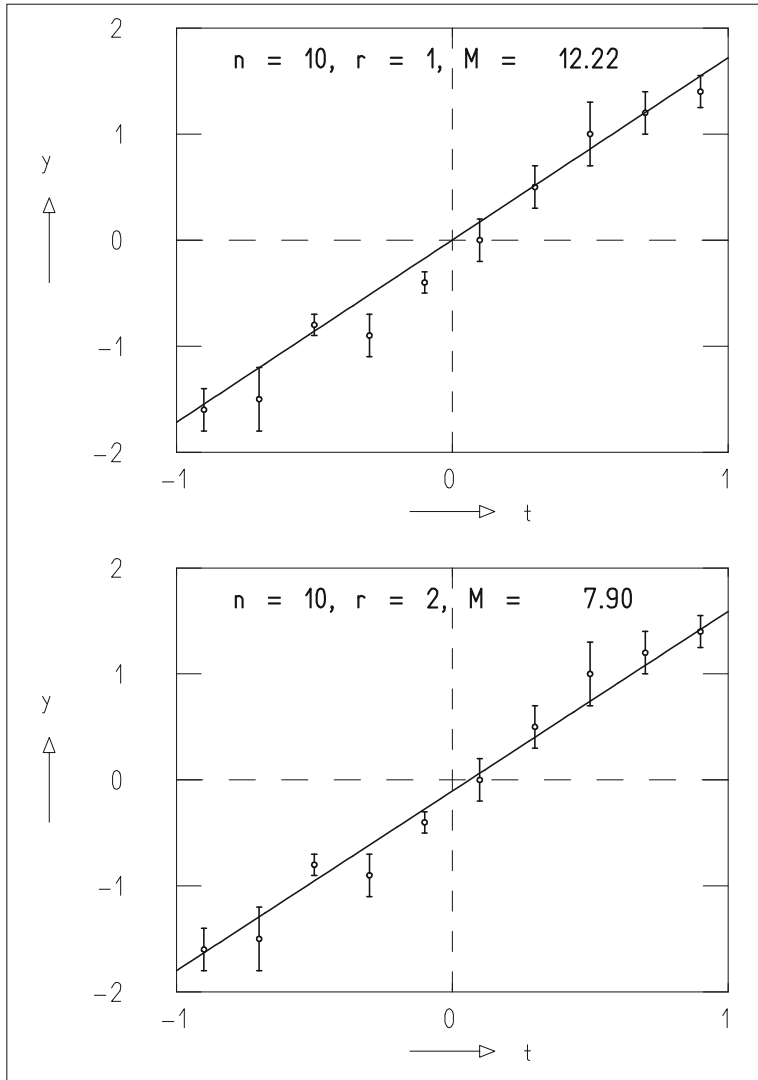 2
n = 10, r = 1, M = 12.22
1
y
0
−1
−2
−1 0 1
t
2
n = 10, r = 2, M = 7.90
1
y
0
−1
−2
−1 0 1
t